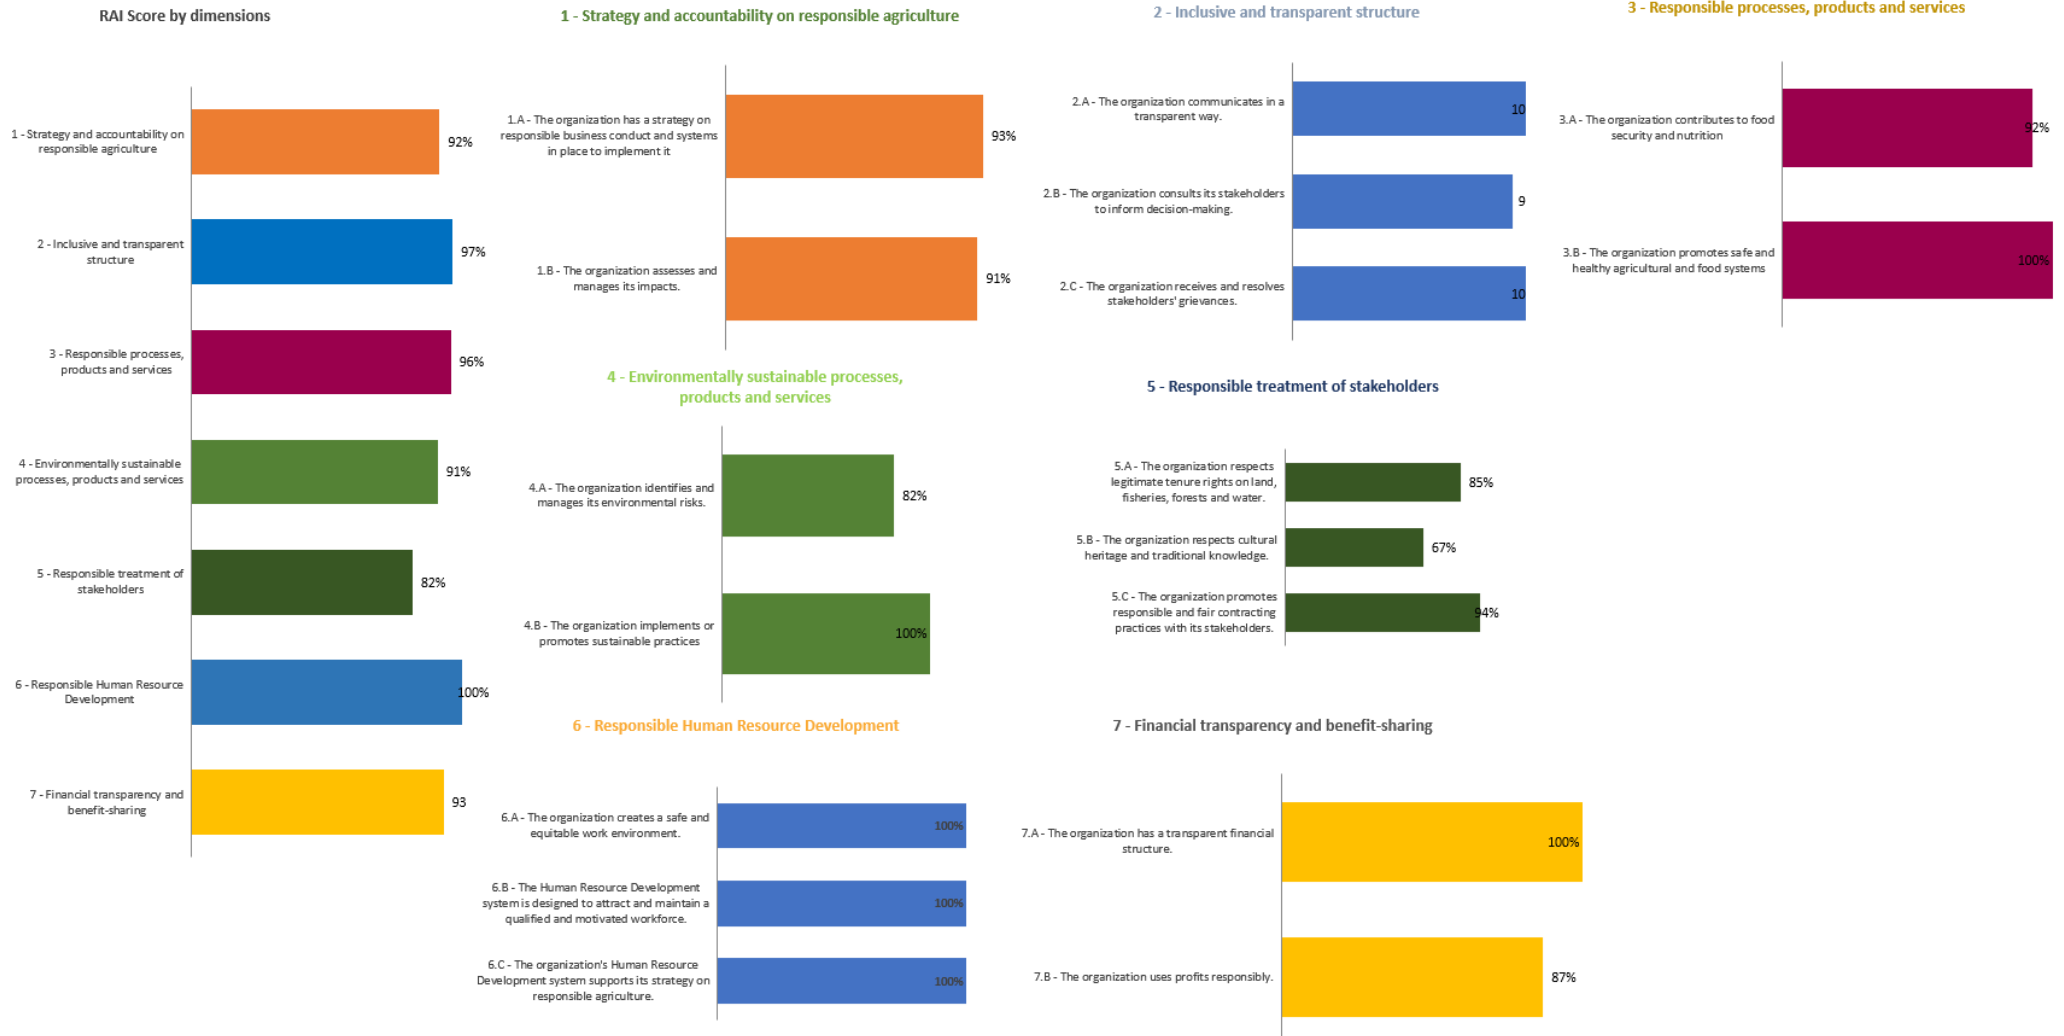 RAI Score by dimensions
1 - Strategy and accountability on
responsible agriculture
92%
2 - Inclusive and transparent
structure
97%
3 - Responsible processes,
products and services
96%
4 - Environmentally sustainable
processes, products and services
91%
5 - Responsible treatment of
stakeholders
82%
6 - Responsible Human Resource
Development
100%
7 - Financial transparency and
benefit-sharing
93
1 - Strategy and accountability on responsible agriculture
1.A - The organization has a strategy on
responsible business conduct and systems
in place to implement it
93%
1.B - The organization assesses and
manages its impacts.
91%
2 - Inclusive and transparent structure
2.A - The organization communicates in a
transparent way.
10
2.B - The organization consults its stakeholders
to inform decision-making.
9
2.C - The organization receives and resolves
stakeholders' grievances.
10
3 - Responsible processes, products and services
3.A - The organization contributes to food
security and nutrition
92%
3.B - The organization promotes safe and
healthy agricultural and food systems
100%
4 - Environmentally sustainable processes,
products and services
4.A - The organization identifies and
manages its environmental risks.
82%
4.B - The organization implements or
promotes sustainable practices
100%
5 - Responsible treatment of stakeholders
5.A - The organization respects
legitimate tenure rights on land,
fisheries, forests and water.
85%
5.B - The organization respects cultural
heritage and traditional knowledge.
67%
5.C - The organization promotes
responsible and fair contracting
practices with its stakeholders.
94%
6 - Responsible Human Resource Development
6.A - The organization creates a safe and
equitable work environment.
100%
6.B - The Human Resource Development
system is designed to attract and maintain a
qualified and motivated workforce.
100%
6.C - The organization's Human Resource
Development system supports its strategy on
responsible agriculture.
100%
7 - Financial transparency and benefit-sharing
7.A - The organization has a transparent financial
structure.
100%
7.B - The organization uses profits responsibly.
87%